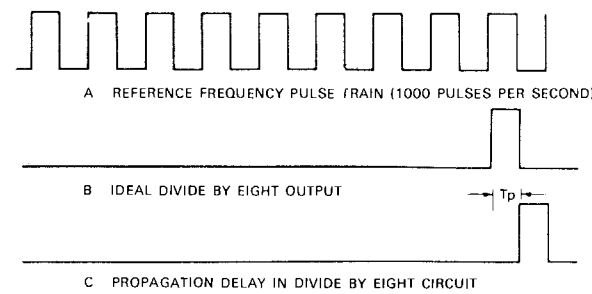 A REFERENCE FREQUENCY PULSE TRAIN (1000 PULSES PER SECOND)
B IDEAL DIVIDE BY EIGHT OUTPUT
Tp
C PROPAGATION DELAY IN DIVIDE BY EIGHT CIRCUIT